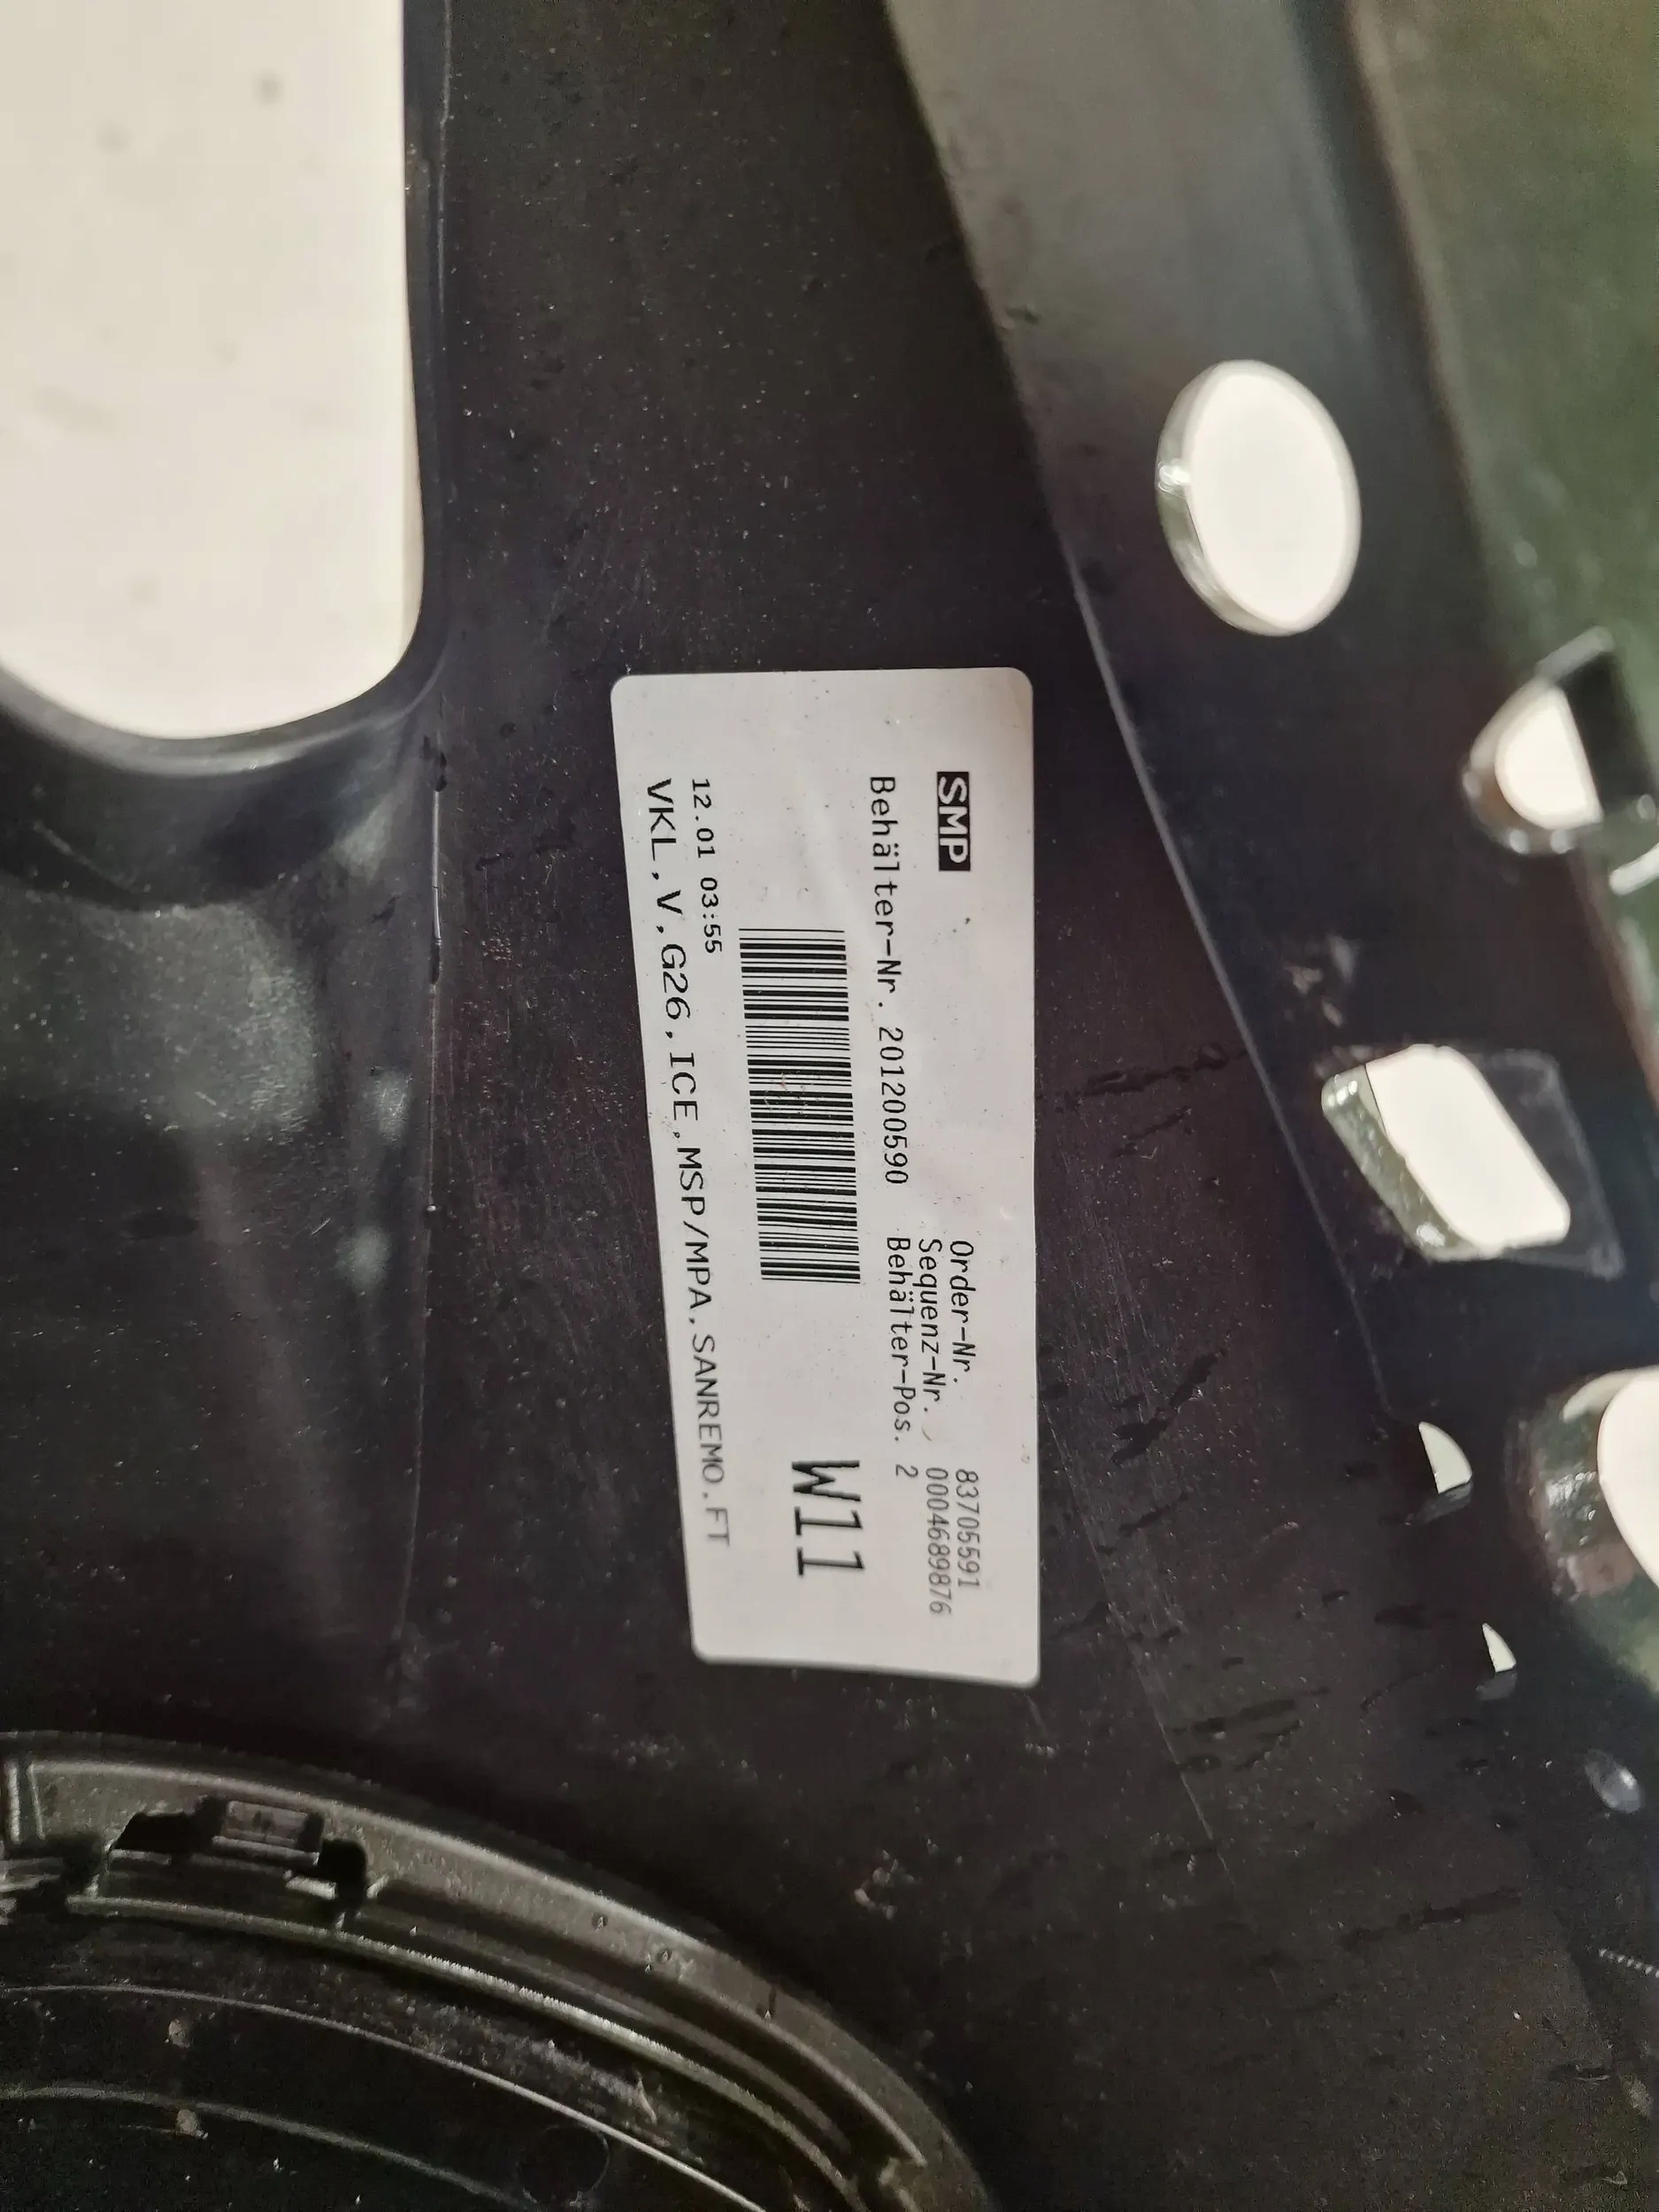 SMP
Order-Nr. 83705591
Sequenz-Nr. 0004689876
Behälter-Nr. 201200590 Behälter-Pos. 2
W11
12.01 03:55
VKL,V,G26,ICE,MSP/MPA,SANREMO,FT